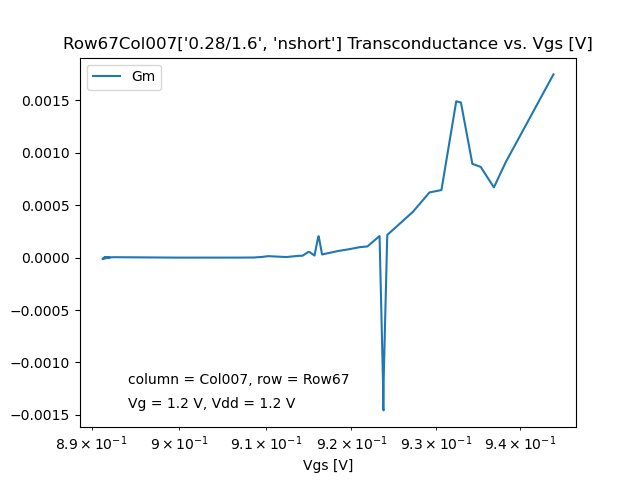 Row67Col007['0.28/1.6', 'nshort'] Transconductance vs. Vgs [V]
Gm
0.0015
0.0010
0.0005
0.0000
−0.0005
−0.0010
−0.0015
column = Col007, row = Row67
Vg = 1.2 V, Vdd = 1.2 V
8.9 × 10⁻¹ 9 × 10⁻¹ 9.1 × 10⁻¹ 9.2 × 10⁻¹ 9.3 × 10⁻¹ 9.4 × 10⁻¹
Vgs [V]